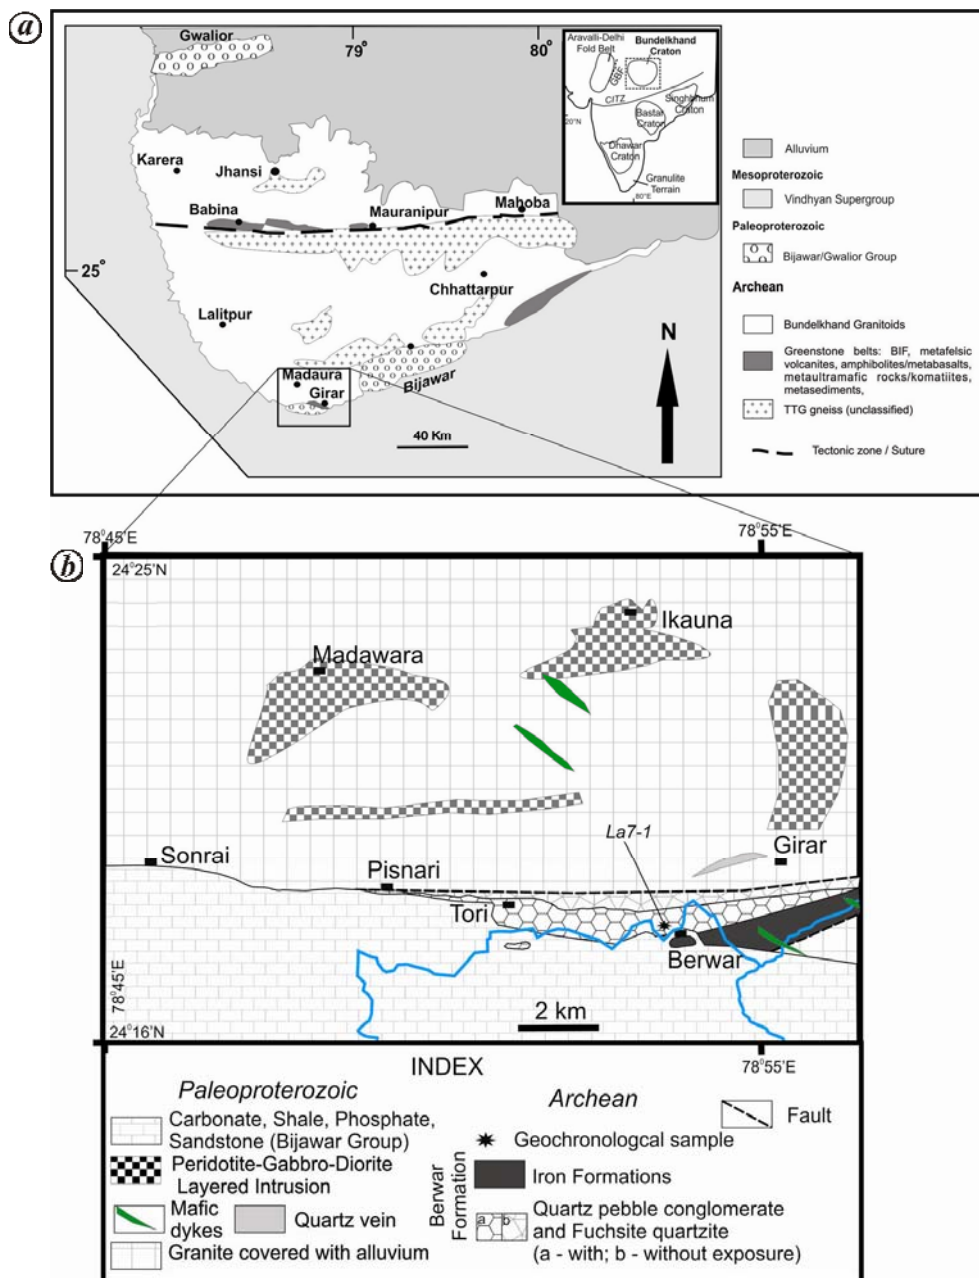 a
Gwalior
79°
80°
Aravalli-Delhi
Fold Belt
Bundelkhand
Craton
GBF
CITZ
Singhbhum
Craton
20°N
Bastar
Craton
Dharwar
Craton
Granulite
Terrain
80°E
Karera
Jhansi
Babina
Mauranipur
Mahoba
25°
Chhattarpur
Lalitpur
Bijawar
Madaura
Girar
40 Km
N
Alluvium
Mesoproterozoic
Vindhyan Supergroup
Paleoproterozoic
Bijawar/Gwalior Group
Archean
Bundelkhand Granitoids
Greenstone belts: BIF, metafelsic
volcanites, amphibolites/metabasalts,
metaultramafic rocks/komatiites,
metasediments,
TTG gneiss (unclassified)
Tectonic zone / Suture
78°45'E
78°55'E
b
24°25'N
Ikauna
Madawara
La7-1
Girar
Sonrai
Pisnari
Tori
Berwar
78°45'E
2 km
24°16'N
78°55'E
INDEX
Paleoproterozoic
Carbonate, Shale, Phosphate,
Sandstone (Bijawar Group)
Peridotite-Gabbro-Diorite
Layered Intrusion
Mafic
dykes
Quartz vein
Granite covered with alluvium
Archean
Fault
Geochronologcal sample
Berwar
Formation
Iron Formations
a b
Quartz pebble conglomerate
and Fuchsite quartzite
(a - with; b - without exposure)